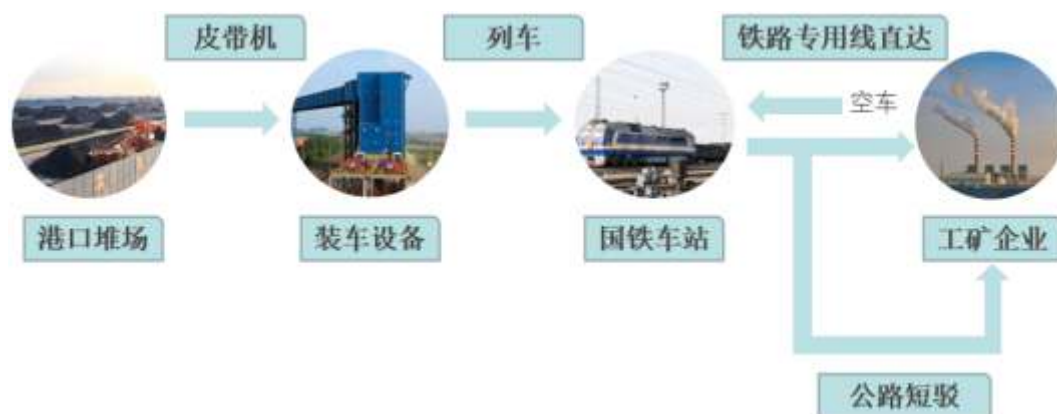 皮带机
列车
铁路专用线直达
空车
港口堆场
装车设备
国铁车站
工矿企业
公路短驳